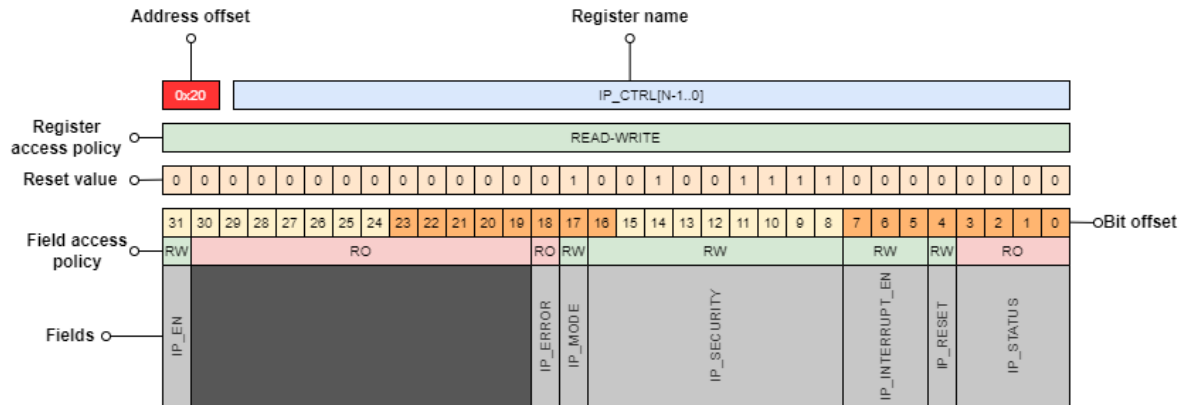 Address offset
Register name
0x20
IP_CTRL[N-1..0]
Register access policy
READ-WRITE
Reset value
0 0 0 0 0 0 0 0 0 0 0 0 0 0 1 0 0 1 0 0 1 1 1 1 0 0 0 0 0 0 0 0
31 30 29 28 27 26 25 24 23 22 21 20 19 18 17 16 15 14 13 12 11 10 9 8 7 6 5 4 3 2 1 0
Bit offset
Field access
policy
RW RO RO RW RW RW RW RO
Fields
IP_EN
IP_ERROR
IP_MODE
IP_SECURITY
IP_INTERRUPT_EN
IP_RESET
IP_STATUS